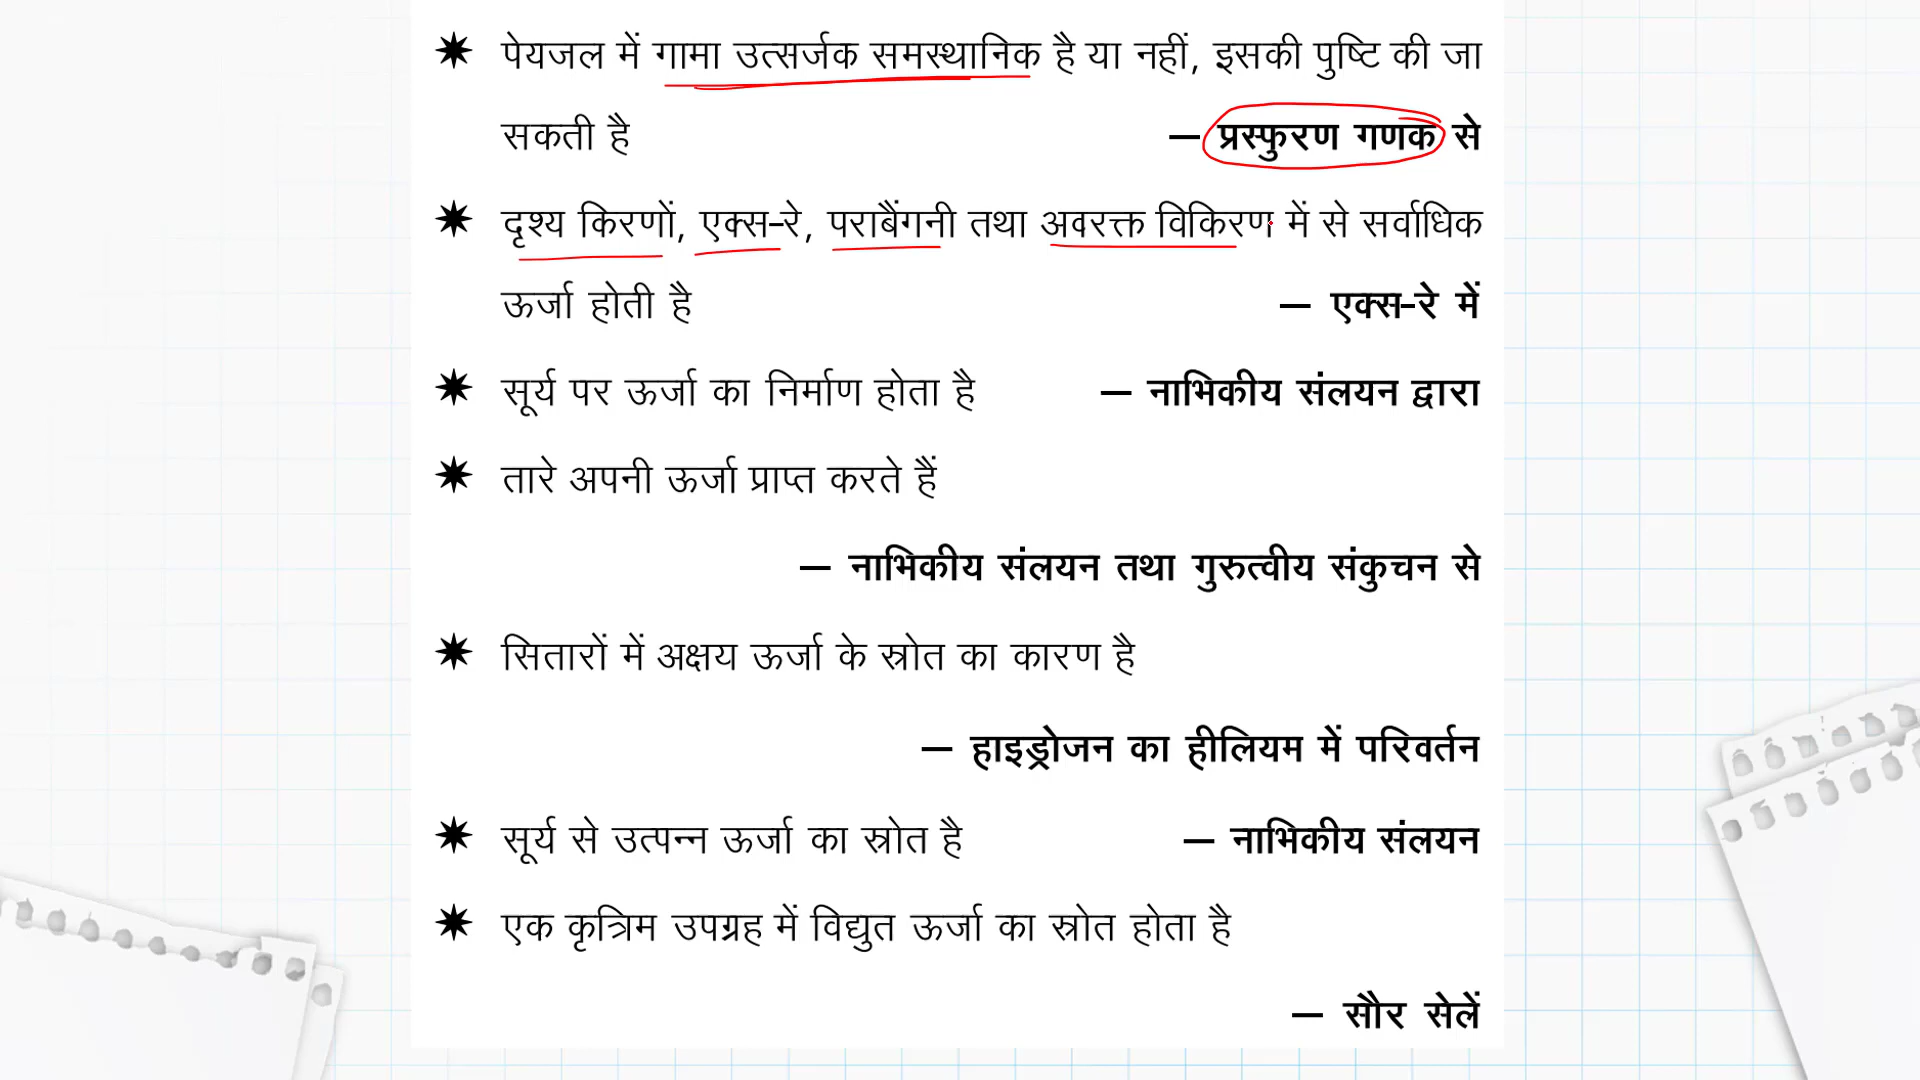 ✷ पेयजल में गामा उत्सर्जक समस्थानिक है या नहीं, इसकी पुष्टि की जा
सकती है — प्रस्फुरण गणक से
✷ दृश्य किरणों, एक्स-रे, पराबैंगनी तथा अवरक्त विकिरण में से सर्वाधिक
ऊर्जा होती है — एक्स-रे में
✷ सूर्य पर ऊर्जा का निर्माण होता है — नाभिकीय संलयन द्वारा
✷ तारे अपनी ऊर्जा प्राप्त करते हैं
— नाभिकीय संलयन तथा गुरुत्वीय संकुचन से
✷ सितारों में अक्षय ऊर्जा के स्रोत का कारण है
— हाइड्रोजन का हीलियम में परिवर्तन
✷ सूर्य से उत्पन्न ऊर्जा का स्रोत है — नाभिकीय संलयन
✷ एक कृत्रिम उपग्रह में विद्युत ऊर्जा का स्रोत होता है
— सौर सेलें